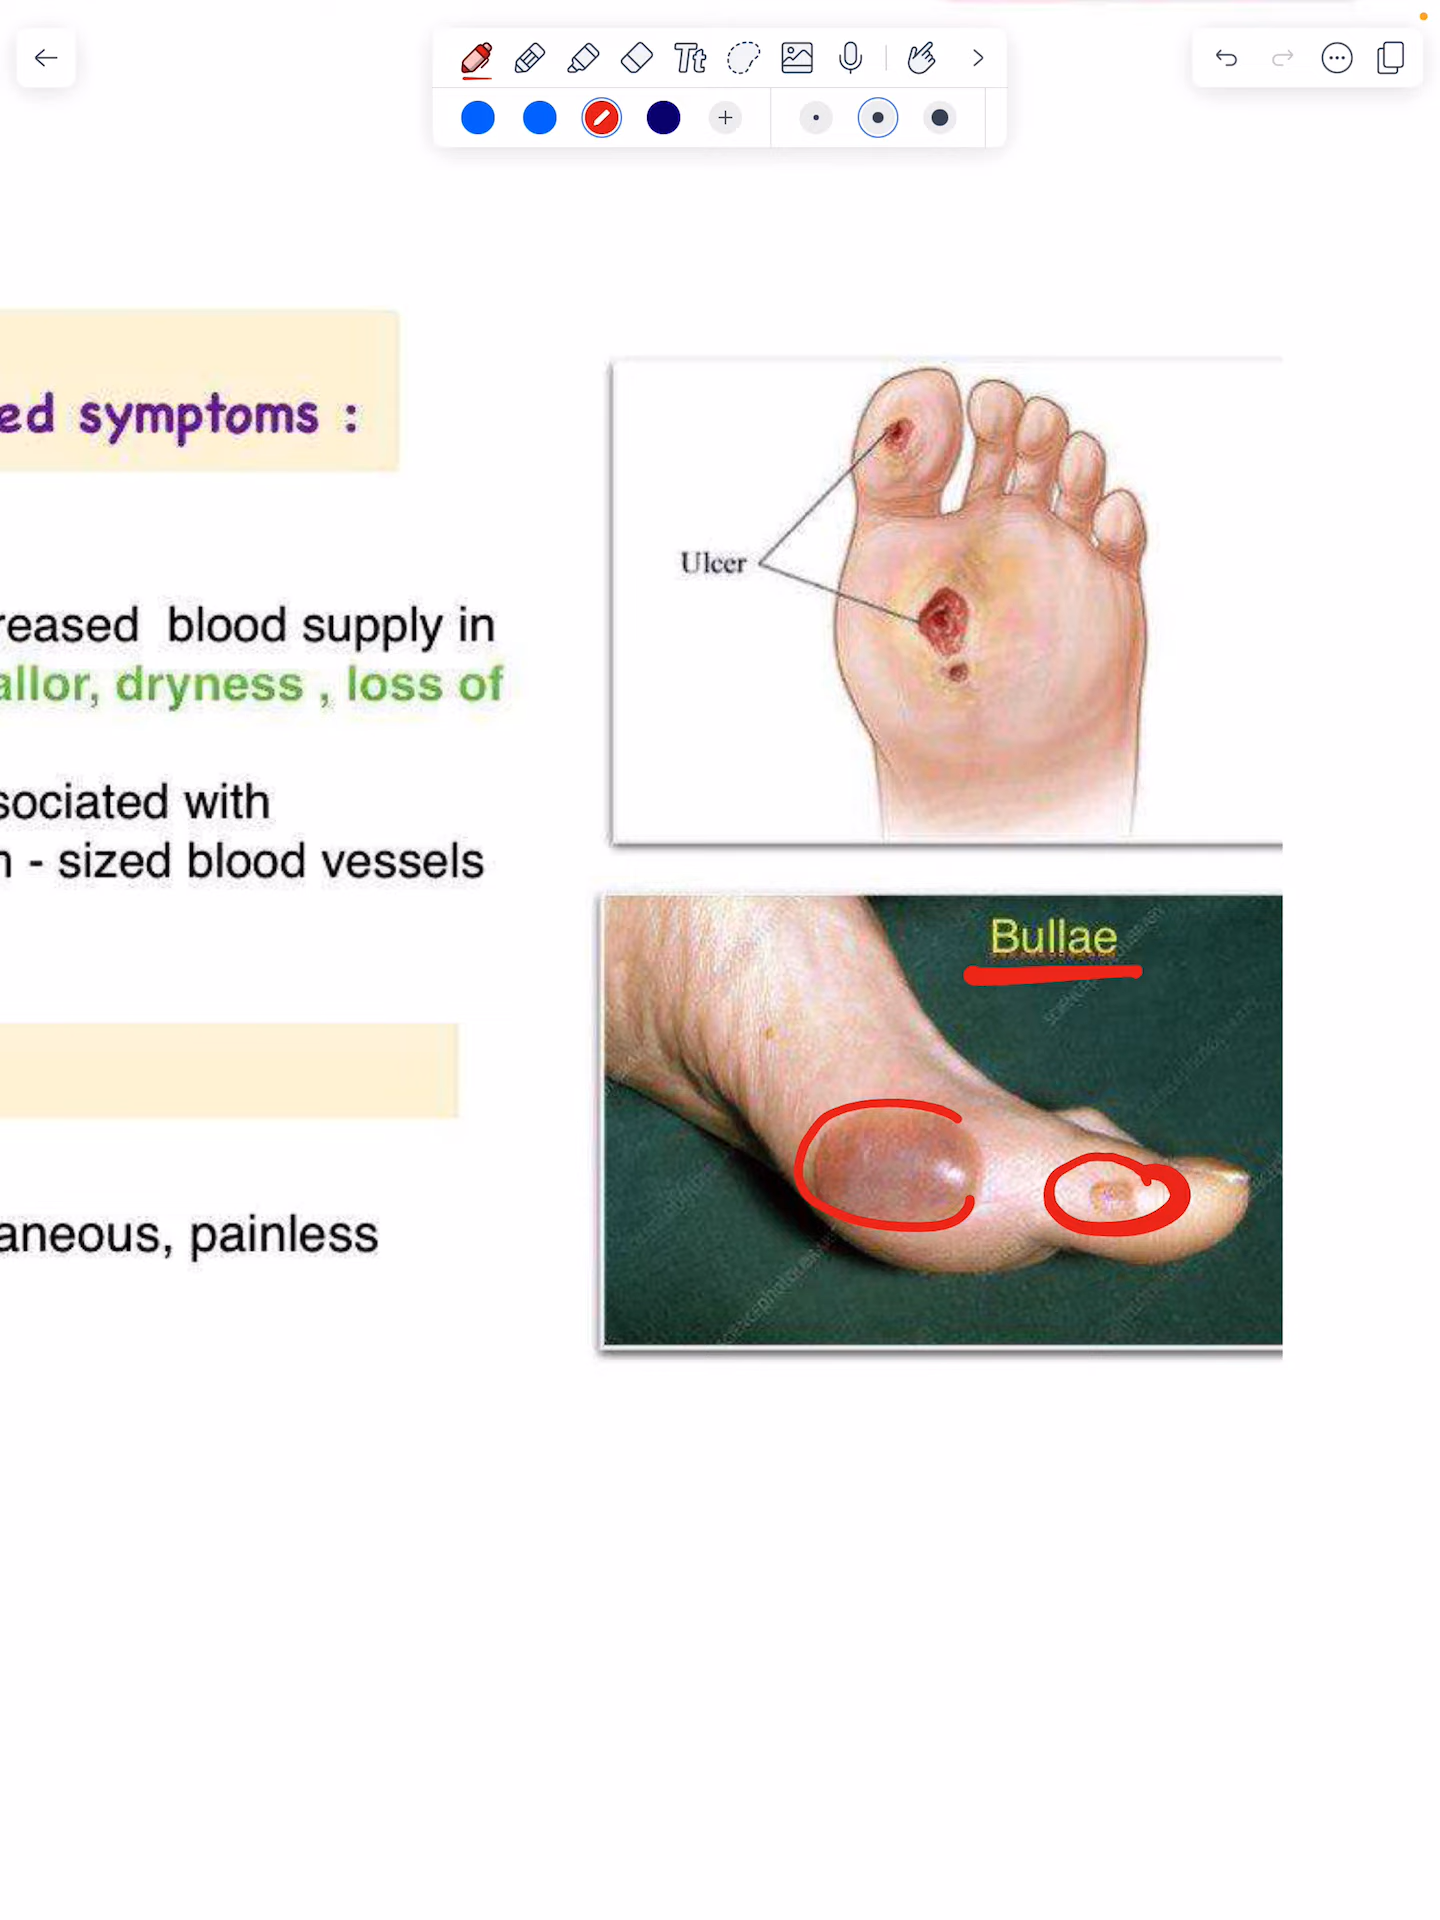 Tt
ed symptoms :
reased blood supply in
allor, dryness , loss of
sociated with
- sized blood vessels
aneous, painless
Ulcer
Bullae